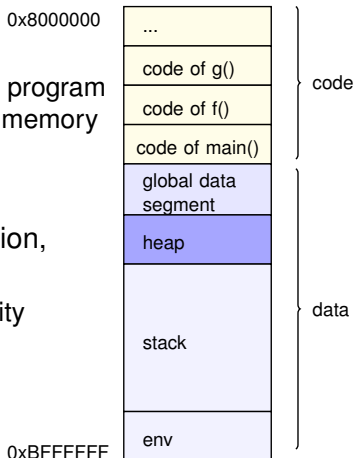 0x8000000
...
code of g()
code
program
code of f()
memory
code of main()
global data
segment
ion,
heap
ity
data
stack
env
0xBFFFFFF